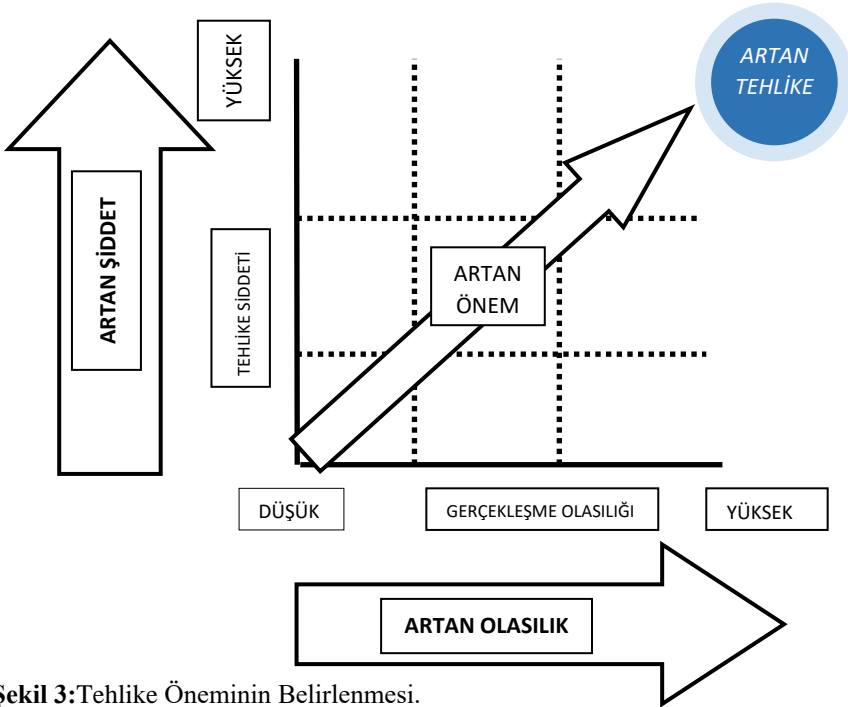 YÜKSEK
ARTAN
TEHLİKE
ARTAN ŞİDDET
TEHLİKE SİDDETİ
ARTAN
ÖNEM
DÜŞÜK
GERÇEKLEŞME OLASILIĞI
YÜKSEK
ARTAN OLASILIK
Şekil 3:Tehlike Öneminin Belirlenmesi.